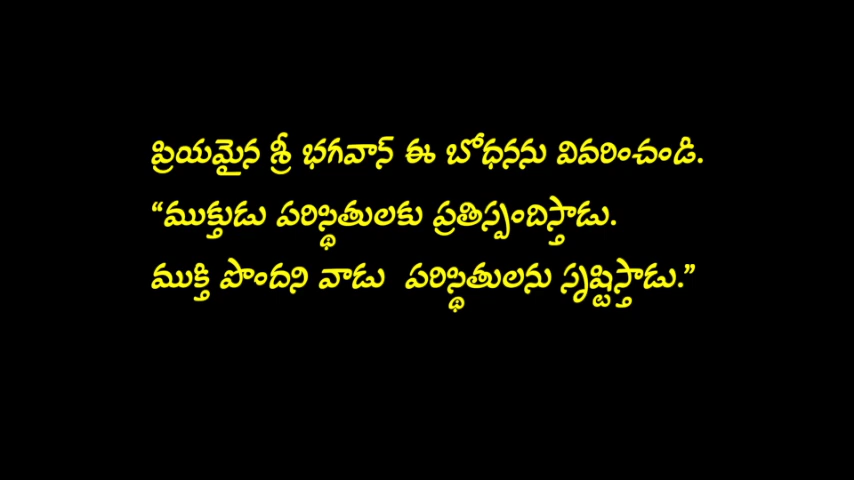 ప్రియమైన శ్రీ భగవాన్ ఈ బోధనను వివరించండి.
“ముక్తుడు పరిస్థితులకు ప్రతిస్పందిస్తాడు.
ముక్తి పొందని వాడు పరిస్థితులను సృష్టిస్తాడు.”